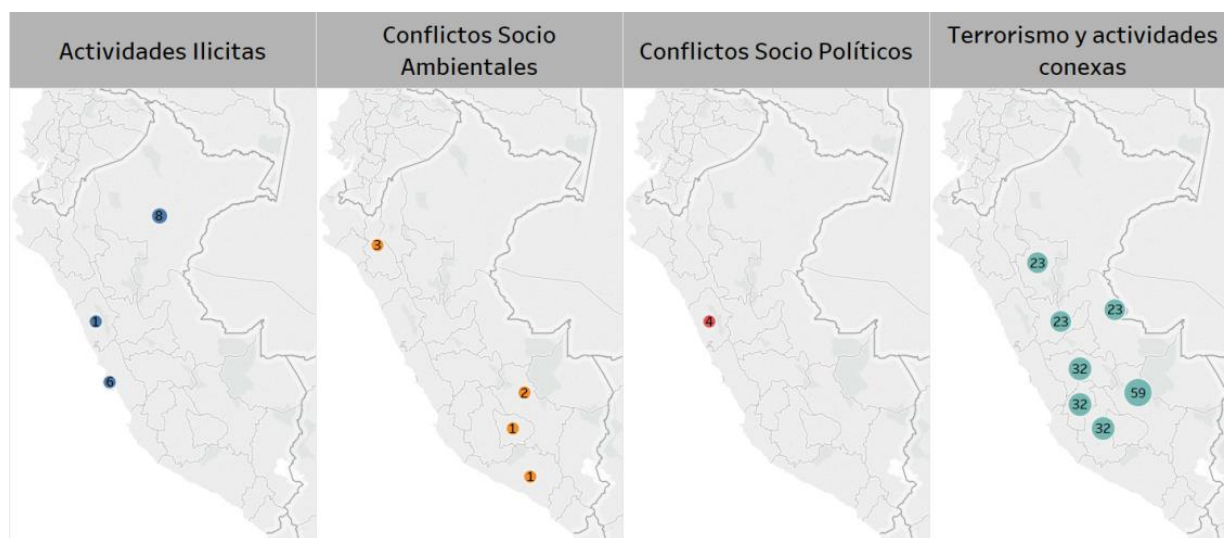 Actividades Ilicitas
Conflictos Socio
Ambientales
Conflictos Socio Políticos
Terrorismo y actividades
conexas
8
1
6
3
2
1
1
4
23
23
23
32
59
32
32